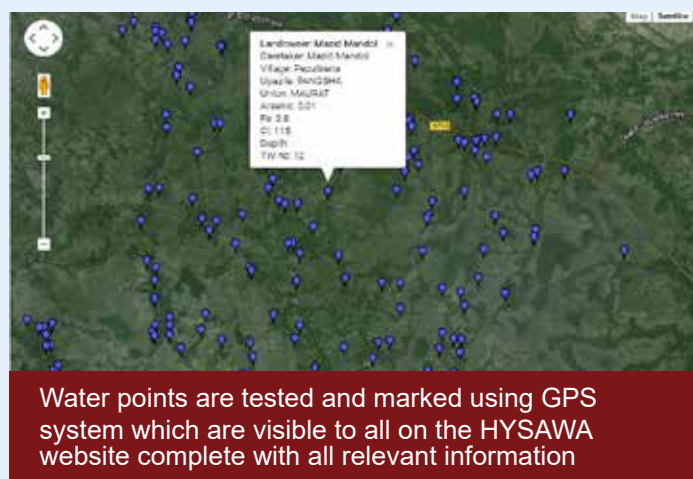 Map Satellite
Landowner: Mazid Mandol
Caretaker: Mazid Mandol
Village:
Upazila: PANGSHA
Union: MAURAT
Arsenic: 0.01
Fe: 3.8
Cl: 115
Depth:
TW No: 12
Water points are tested and marked using GPS
system which are visible to all on the HYSAWA
website complete with all relevant information